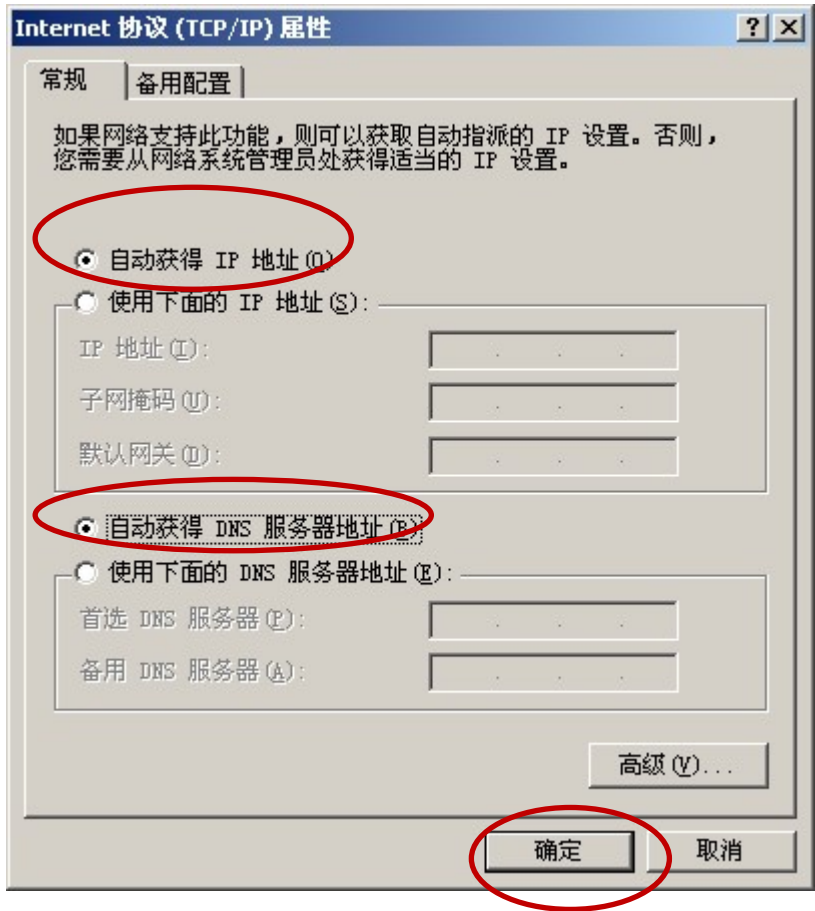 Internet 协议 (TCP/IP) 属性
常规
备用配置
如果网络支持此功能，则可以获取自动指派的 IP 设置。否则，
您需要从网络系统管理员处获得适当的 IP 设置。
自动获得 IP 地址(O)
使用下面的 IP 地址(S):
IP 地址(I):
子网掩码(U):
默认网关(D):
自动获得 DNS 服务器地址(B)
使用下面的 DNS 服务器地址(E):
首选 DNS 服务器(P):
备用 DNS 服务器(A):
高级(V)...
确定
取消